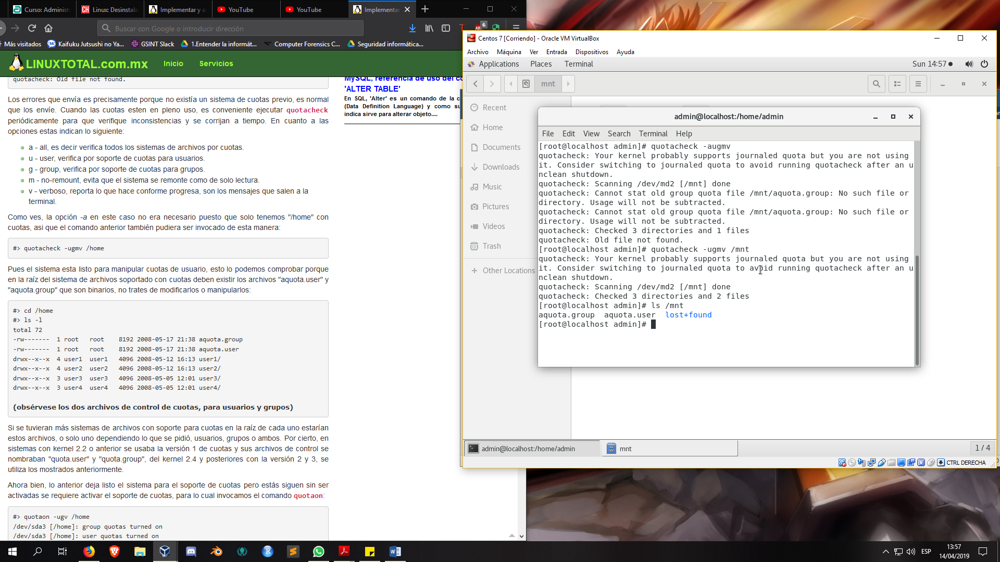 Curso: Administ
Linux: Desinstala
Implementar y a
YouTube
YouTube
Implementar
Buscar con Google o introducir dirección
6
Más visitados
Kaifuku Jutsushi no Ya...
GSINT Slack
1.Entender la informát...
Computer Forensics C...
Seguridad informática...
LINUXTOTAL.com.mx
Inicio
Servicios
quotacheck: Old file not found.
Los errores que envía es precisamente porque no existía un sistema de cuotas previo, es normal
que los envíe. Cuando las cuotas esten en pleno uso, es conveniente ejecutar quotacheck
periódicamente para que verifique inconsistencias y se corrijan a tiempo. En cuanto a las
opciones estas indican lo siguiente:
a - all, es decir verifica todos los sistemas de archivos por cuotas.
u - user, verifica por soporte de cuotas para usuarios.
g - group, verifica por soporte de cuotas para grupos.
m - no-remount, evita que el sistema se remonte como de solo lectura.
v - verboso, reporta lo que hace conforme progresa, son los mensajes que salen a la
terminal.
Como ves, la opción -a en este caso no era necesario puesto que solo tenemos "/home" con
cuotas, asi que el comando anterior también pudiera ser invocado de esta manera:
#> quotacheck -ugmv /home
Pues el sistema esta listo para manipular cuotas de usuario, esto lo podemos comprobar porque
en la raíz del sistema de archivos soportado con cuotas deben existir los archivos "aquota.user" y
"aquota.group" que son binarios, no trates de modificarlos o manipularlos:
#> cd /home
#> ls -l
total 72
-rw------- 1 root root 8192 2008-05-17 21:38 aquota.group
-rw------- 1 root root 8192 2008-05-17 21:38 aquota.user
drwx--x--x 4 user1 user1 4096 2008-05-12 16:13 user1/
drwx--x--x 4 user2 user2 4096 2008-05-12 16:13 user2/
drwx--x--x 3 user3 user3 4096 2008-05-05 12:01 user3/
drwx--x--x 3 user4 user4 4096 2008-05-05 12:01 user4/
(obsérvese los dos archivos de control de cuotas, para usuarios y grupos)
Si se tuvieran más sistemas de archivos con soporte para cuotas en la raíz de cada uno estarían
estos archivos, o solo uno dependiendo lo que se pidió, usuarios, grupos o ambos. Por cierto, en
sistemas con kernel 2.2 o anterior se usaba la versión 1 de cuotas y sus archivos de control se
nombraban "quota.user" y "quota.group", del kernel 2.4 y posteriores con la versión 2 y 3, se
utiliza los mostrados anteriormente.
Ahora bien, lo anterior deja listo el sistema para el soporte de cuotas pero estás siguen sin ser
activadas se requiere activar el soporte de cuotas, para lo cual invocamos el comando quotaon:
#> quotaon -ugv /home
/dev/sda3 [/home]: group quotas turned on
/dev/sda3 [/home]: user quotas turned on
MySQL, referencia de uso del co
'ALTER TABLE'
En SQL, 'Alter' es un comando de la c
(Data Definition Language) y como su
indica sirve para alterar objeto....
Centos 7 [Corriendo] - Oracle VM VirtualBox
Archivo Máquina Ver Entrada Dispositivos Ayuda
Applications Places Terminal
Sun 14:57
mnt
Recent
Home
Documents
Downloads
Music
Pictures
Videos
Trash
Other Locations
admin@localhost:/home/admin
File Edit View Search Terminal Help
[root@localhost admin]# quotacheck -augmv
quotacheck: Your kernel probably supports journaled quota but you are not using
it. Consider switching to journaled quota to avoid running quotacheck after an u
nclean shutdown.
quotacheck: Scanning /dev/md2 [/mnt] done
quotacheck: Cannot stat old group quota file /mnt/aquota.group: No such file or
directory. Usage will not be subtracted.
quotacheck: Cannot stat old group quota file /mnt/aquota.group: No such file or
directory. Usage will not be subtracted.
quotacheck: Checked 3 directories and 1 files
quotacheck: Old file not found.
[root@localhost admin]# quotacheck -ugmv /mnt
quotacheck: Your kernel probably supports journaled quota but you are not using
it. Consider switching to journaled quota to avoid running quotacheck after an u
nclean shutdown.
quotacheck: Scanning /dev/md2 [/mnt] done
quotacheck: Checked 3 directories and 2 files
[root@localhost admin]# ls /mnt
aquota.group aquota.user lost+found
[root@localhost admin]#
admin@localhost:/home/admin
mnt
1 / 4
CTRL DERECHA
ESP
13:57
14/04/2019